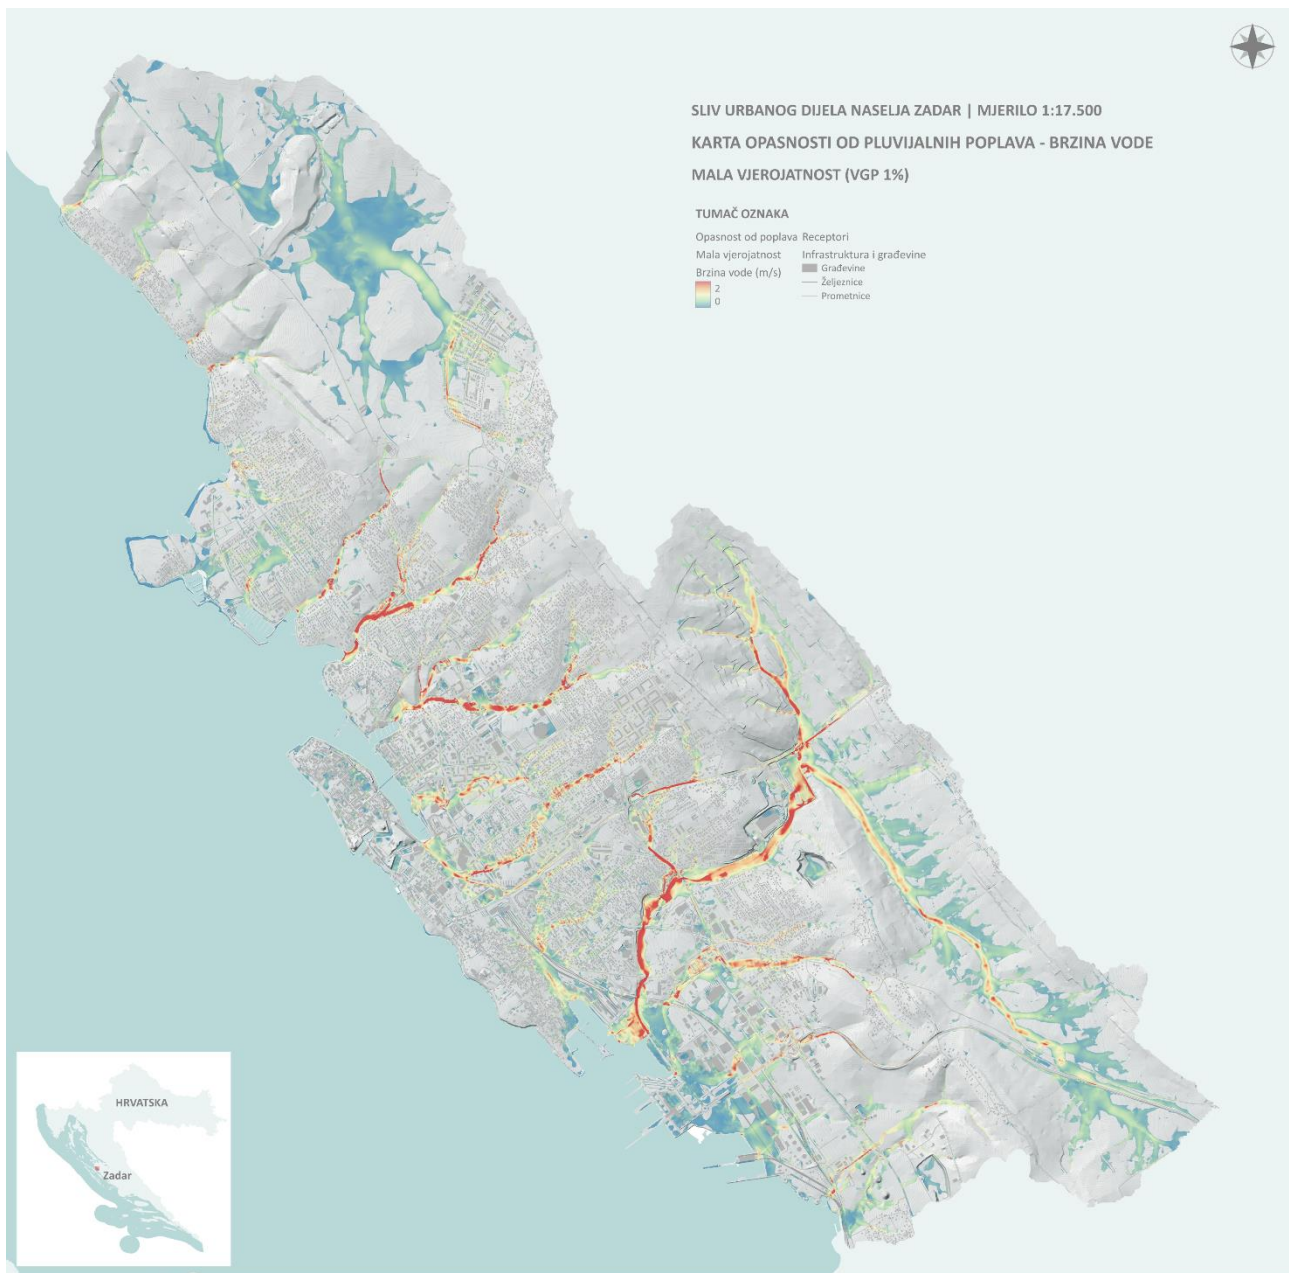 SLIV URBANOG DIJELA NASELJA ZADAR | MJERILO 1:17.500
KARTA OPASNOSTI OD PLUVIJALNIH POPLAVA - BRZINA VODE
MALA VJEROJATNOST (VGP 1%)
TUMAČ OZNAKA
Opasnost od poplava Receptori
Mala vjerojatnost Infrastruktura i građevine
Brzina vode (m/s) Građevine
2 Željeznice
0 Prometnice
HRVATSKA
Zadar